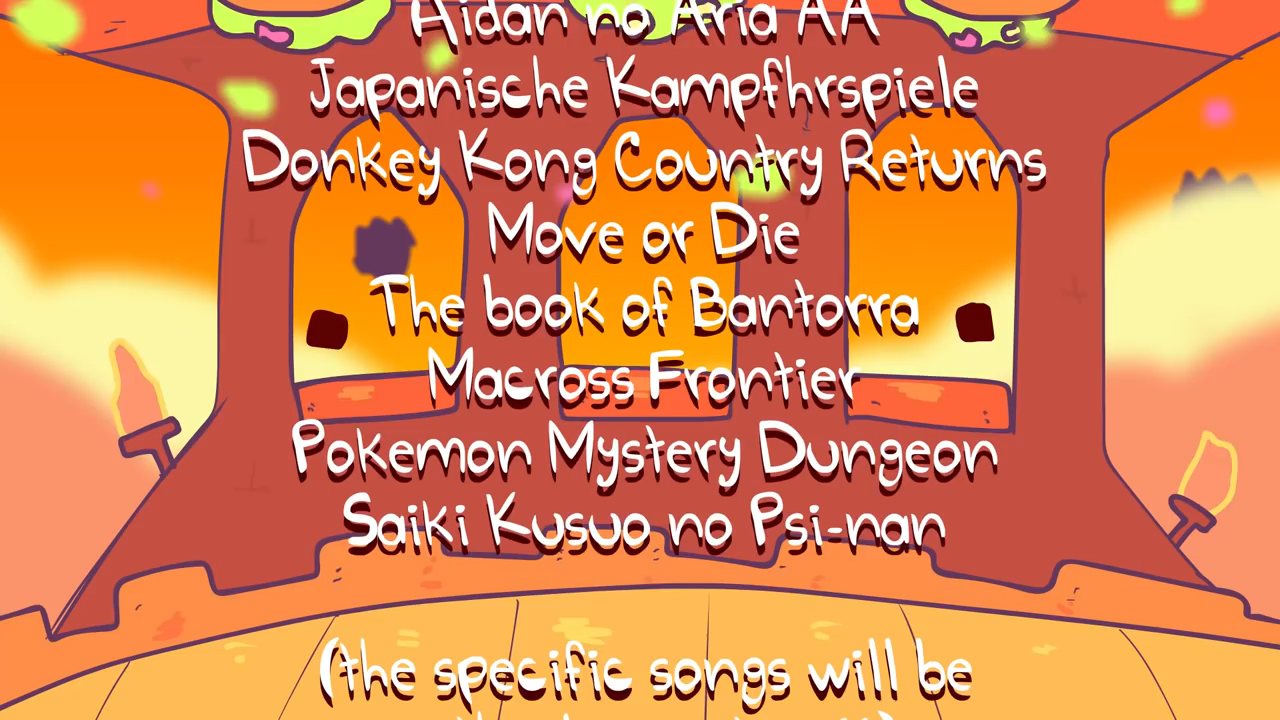 Aidan no Aria AA
Japanische Kampfhrspiele
Donkey Kong Country Returns
Move or Die
The book of Bantorra
Macross Frontier
Pokemon Mystery Dungeon
Saiki Kusuo no Psi-nan
(the specific songs will be